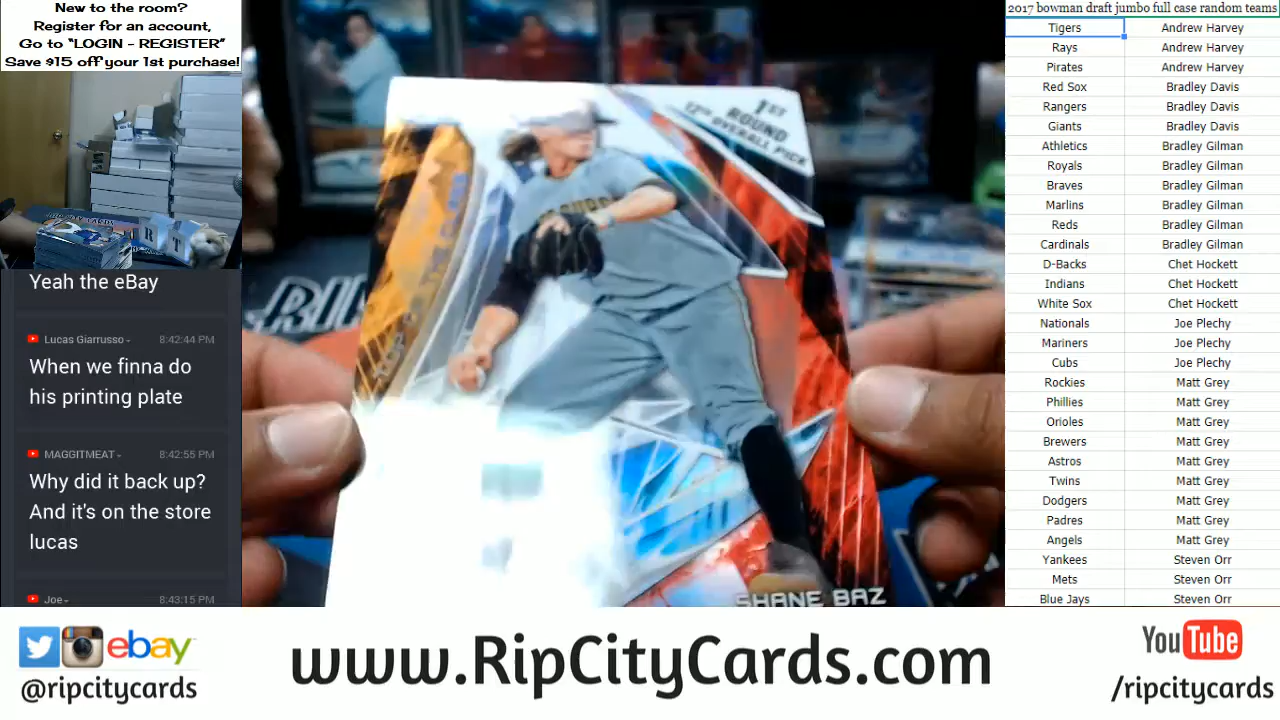 New to the room?
Register for an account,
Go to “LOGIN - REGISTER”
Save $15 off your 1st purchase!
Yeah the eBay
Lucas Giarrusso 8:42:44 PM
When we finna do
his printing plate
MAGGITMEAT 8:42:55 PM
Why did it back up?
And it's on the store
lucas
Joe 8:43:15 PM
1ST
ROUND
12TH OVERALL PICK
SHANE BAZ
2017 bowman draft jumbo full case random teams
Tigers Andrew Harvey
Rays Andrew Harvey
Pirates Andrew Harvey
Red Sox Bradley Davis
Rangers Bradley Davis
Giants Bradley Davis
Athletics Bradley Gilman
Royals Bradley Gilman
Braves Bradley Gilman
Marlins Bradley Gilman
Reds Bradley Gilman
Cardinals Bradley Gilman
D-Backs Chet Hockett
Indians Chet Hockett
White Sox Chet Hockett
Nationals Joe Plechy
Mariners Joe Plechy
Cubs Joe Plechy
Rockies Matt Grey
Phillies Matt Grey
Orioles Matt Grey
Brewers Matt Grey
Astros Matt Grey
Twins Matt Grey
Dodgers Matt Grey
Padres Matt Grey
Angels Matt Grey
Yankees Steven Orr
Mets Steven Orr
Blue Jays Steven Orr
ebay
@ripcitycards
www.RipCityCards.com
YouTube
/ripcitycards